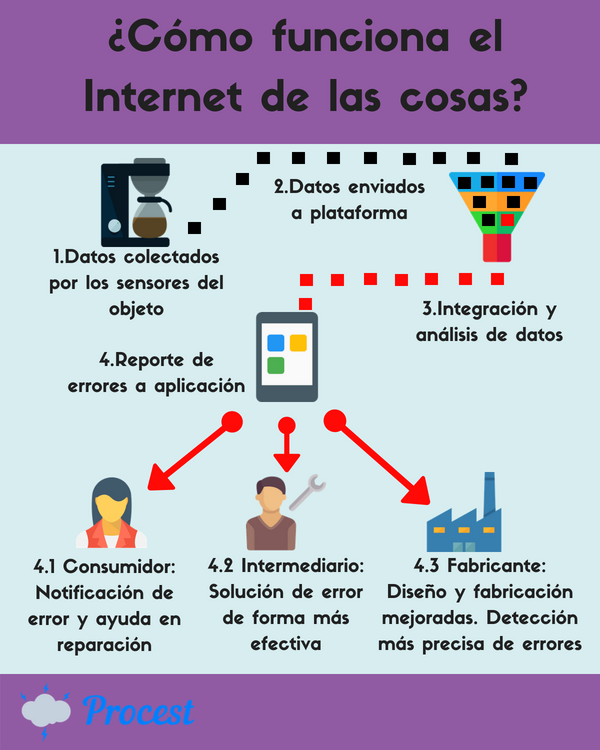 ¿Cómo funciona el
Internet de las cosas?
1.Datos colectados
por los sensores del
objeto
2.Datos enviados
a plataforma
3.Integración y
análisis de datos
4.Reporte de
errores a aplicación
4.1 Consumidor:
Notificación de
error y ayuda en
reparación
4.2 Intermediario:
Solución de error
de forma más
efectiva
4.3 Fabricante:
Diseño y fabricación
mejoradas. Detección
más precisa de errores
Procest